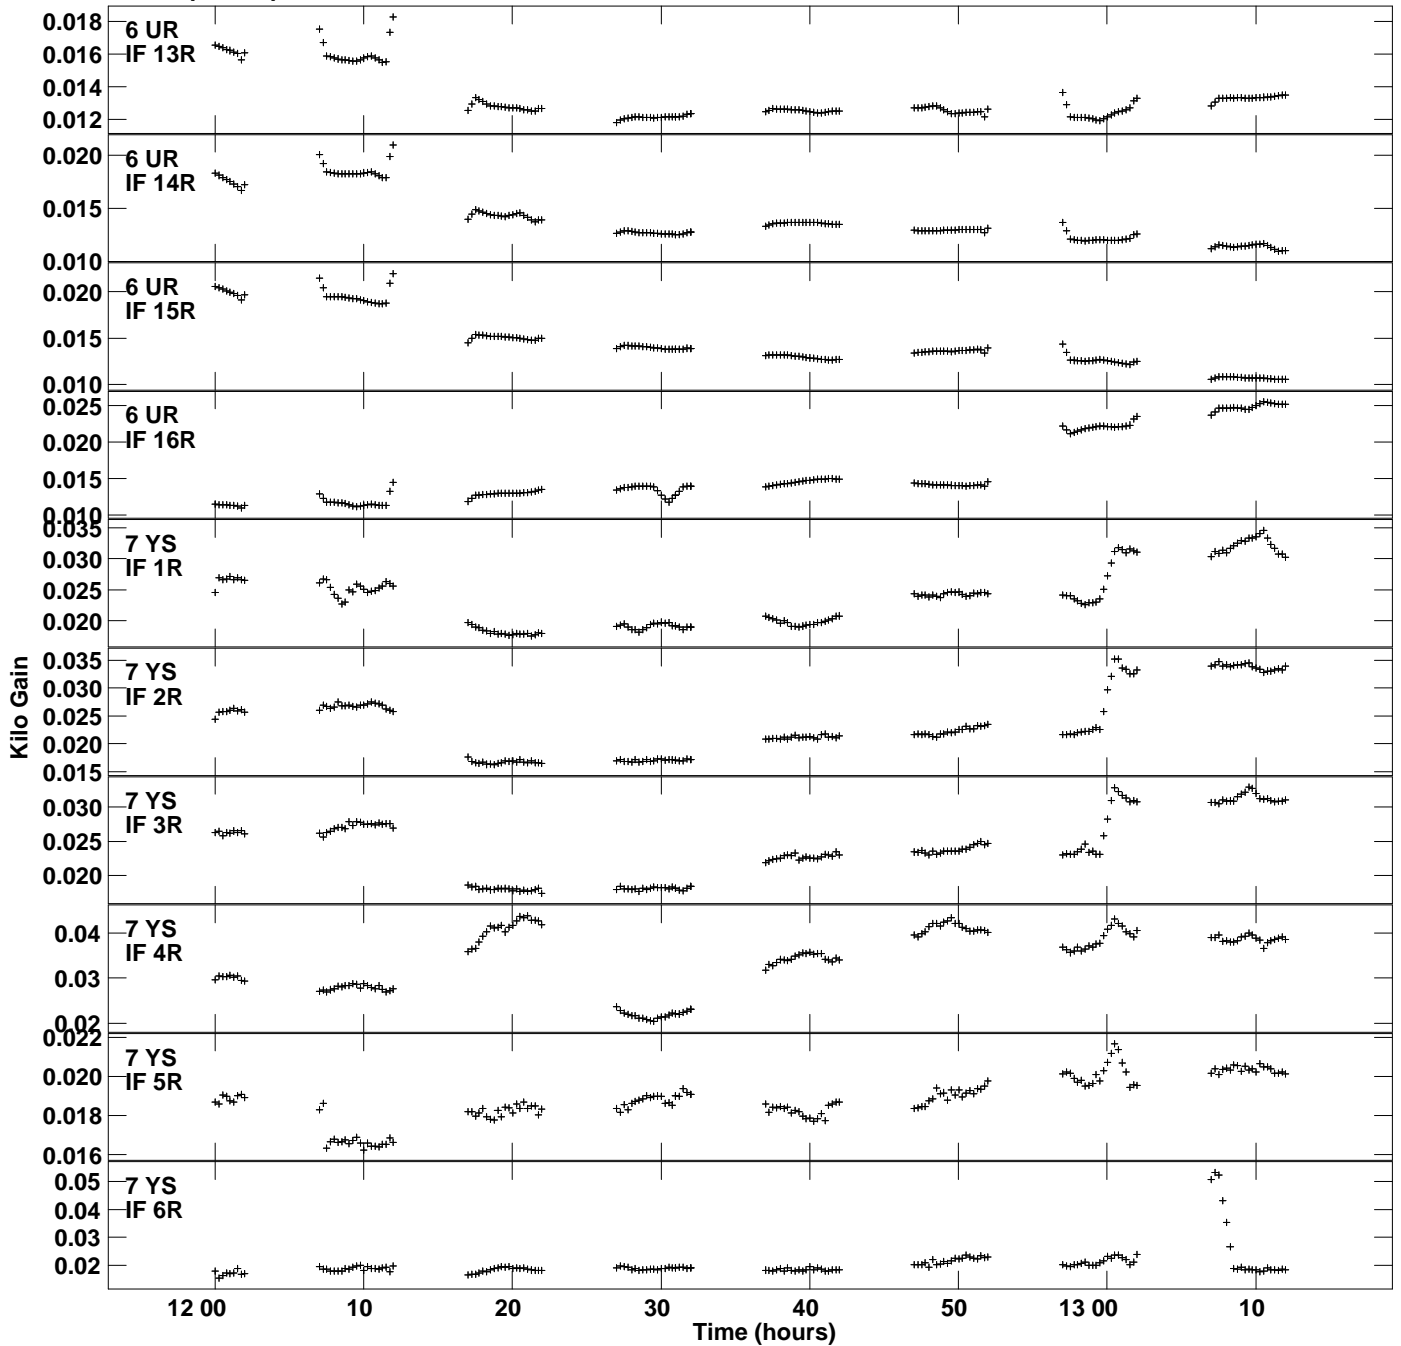 6 UR
IF 13R
0.018
0.016
0.014
0.012
6 UR
IF 14R
0.020
0.015
0.010
6 UR
IF 15R
0.020
0.015
0.010
6 UR
IF 16R
0.025
0.020
0.015
0.010
7 YS
IF 1R
0.035
0.030
0.025
0.020
7 YS
IF 2R
0.035
0.030
0.025
0.020
0.015
7 YS
IF 3R
0.030
0.025
0.020
7 YS
IF 4R
0.04
0.03
0.02
7 YS
IF 5R
0.022
0.020
0.018
0.016
7 YS
IF 6R
0.05
0.04
0.03
0.02
Kilo Gain
12 00 10 20 30 40 50 13 00 10
Time (hours)